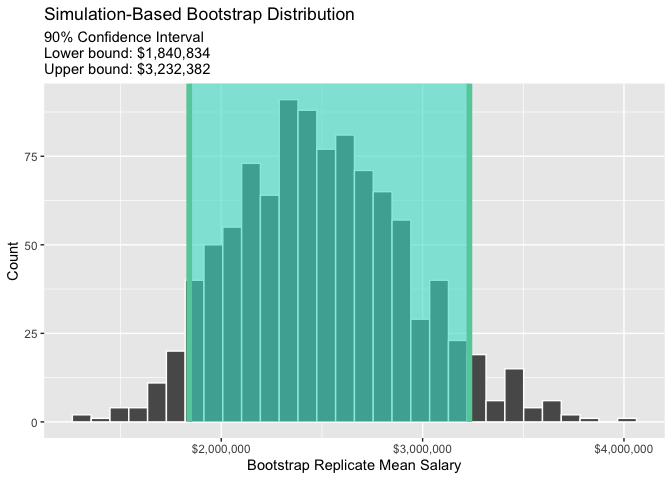 Simulation-Based Bootstrap Distribution
90% Confidence Interval
Lower bound: $1,840,834
Upper bound: $3,232,382
75
50
25
0
Count
$2,000,000 $3,000,000 $4,000,000
Bootstrap Replicate Mean Salary